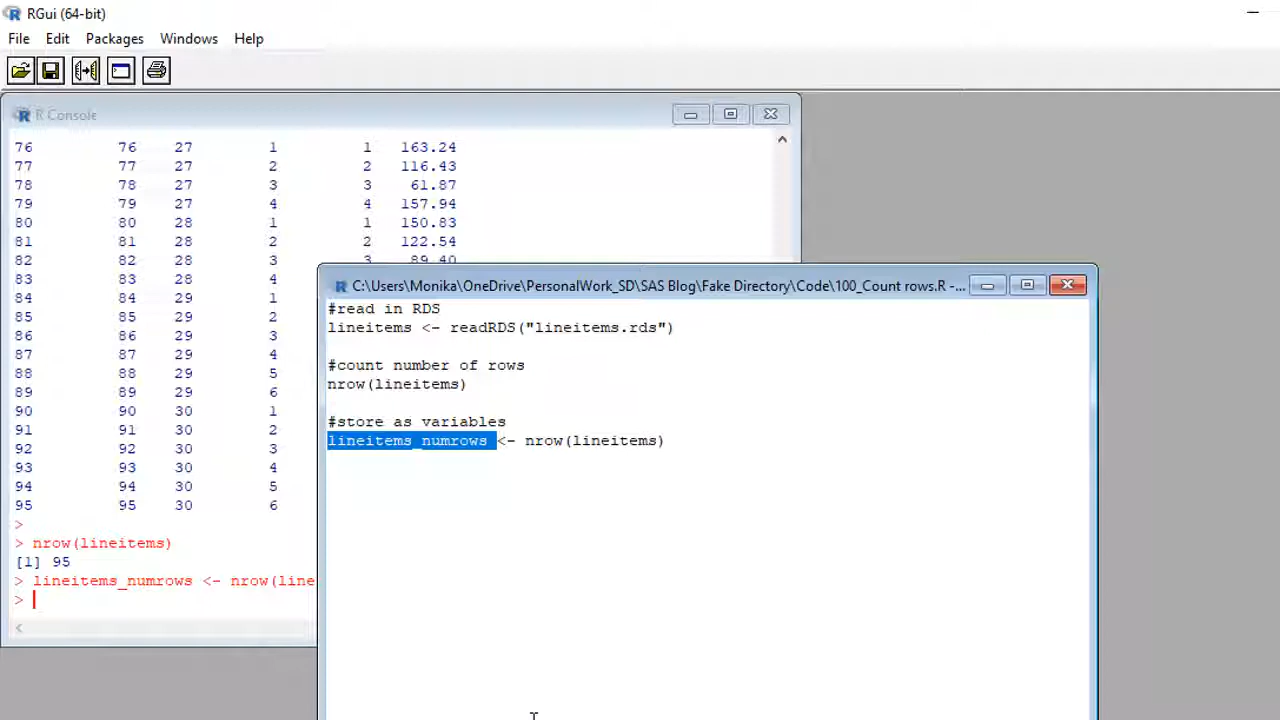 RGui (64-bit)
File Edit Packages Windows Help
R Console
76 76 27 1 1 163.24
77 77 27 2 2 116.43
78 78 27 3 3 61.87
79 79 27 4 4 157.94
80 80 28 1 1 150.83
81 81 28 2 2 122.54
82 82 28 3 3 89.40
83 83 28 4
84 84 29 1
85 85 29 2
86 86 29 3
87 87 29 4
88 88 29 5
89 89 29 6
90 90 30 1
91 91 30 2
92 92 30 3
93 93 30 4
94 94 30 5
95 95 30 6
>
> nrow(lineitems)
[1] 95
> lineitems_numrows <- nrow(line
>
C:\Users\Monika\OneDrive\PersonalWork_SD\SAS Blog\Fake Directory\Code\100_Count rows.R -...
#read in RDS
lineitems <- readRDS("lineitems.rds")
#count number of rows
nrow(lineitems)
#store as variables
lineitems_numrows <- nrow(lineitems)